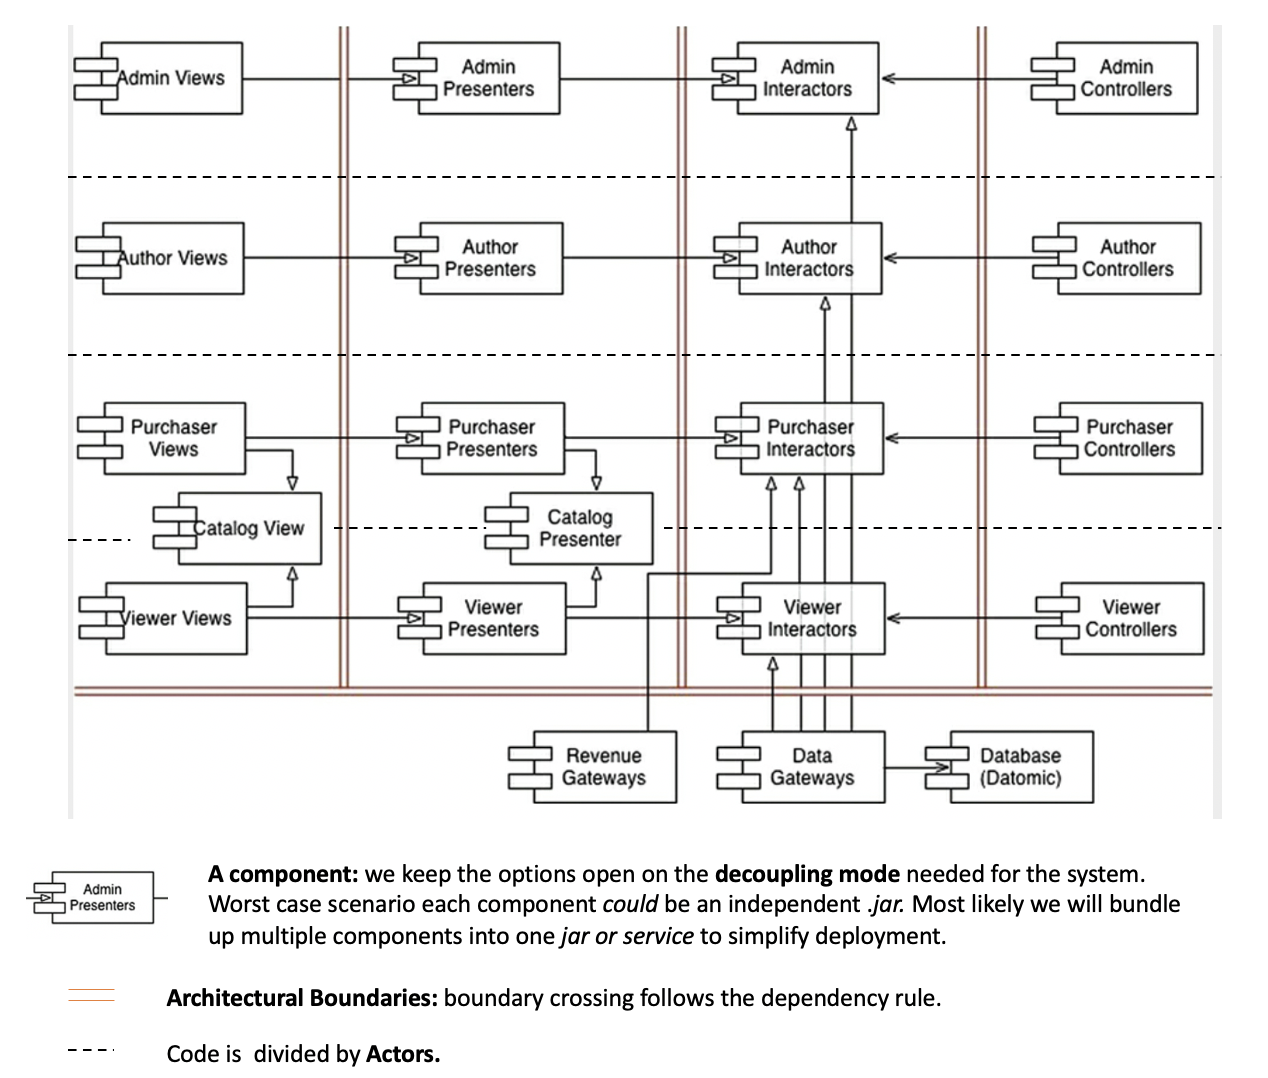 Admin Views
Admin
Presenters
Admin
Interactors
Admin
Controllers
Author Views
Author
Presenters
Author
Interactors
Author
Controllers
Purchaser
Views
Purchaser
Presenters
Purchaser
Interactors
Purchaser
Controllers
Catalog View
Catalog
Presenter
Viewer Views
Viewer
Presenters
Viewer
Interactors
Viewer
Controllers
Revenue
Gateways
Data
Gateways
Database
(Datomic)
Admin
Presenters
A component: we keep the options open on the decoupling mode needed for the system.
Worst case scenario each component could be an independent .jar. Most likely we will bundle
up multiple components into one jar or service to simplify deployment.
Architectural Boundaries: boundary crossing follows the dependency rule.
Code is divided by Actors.